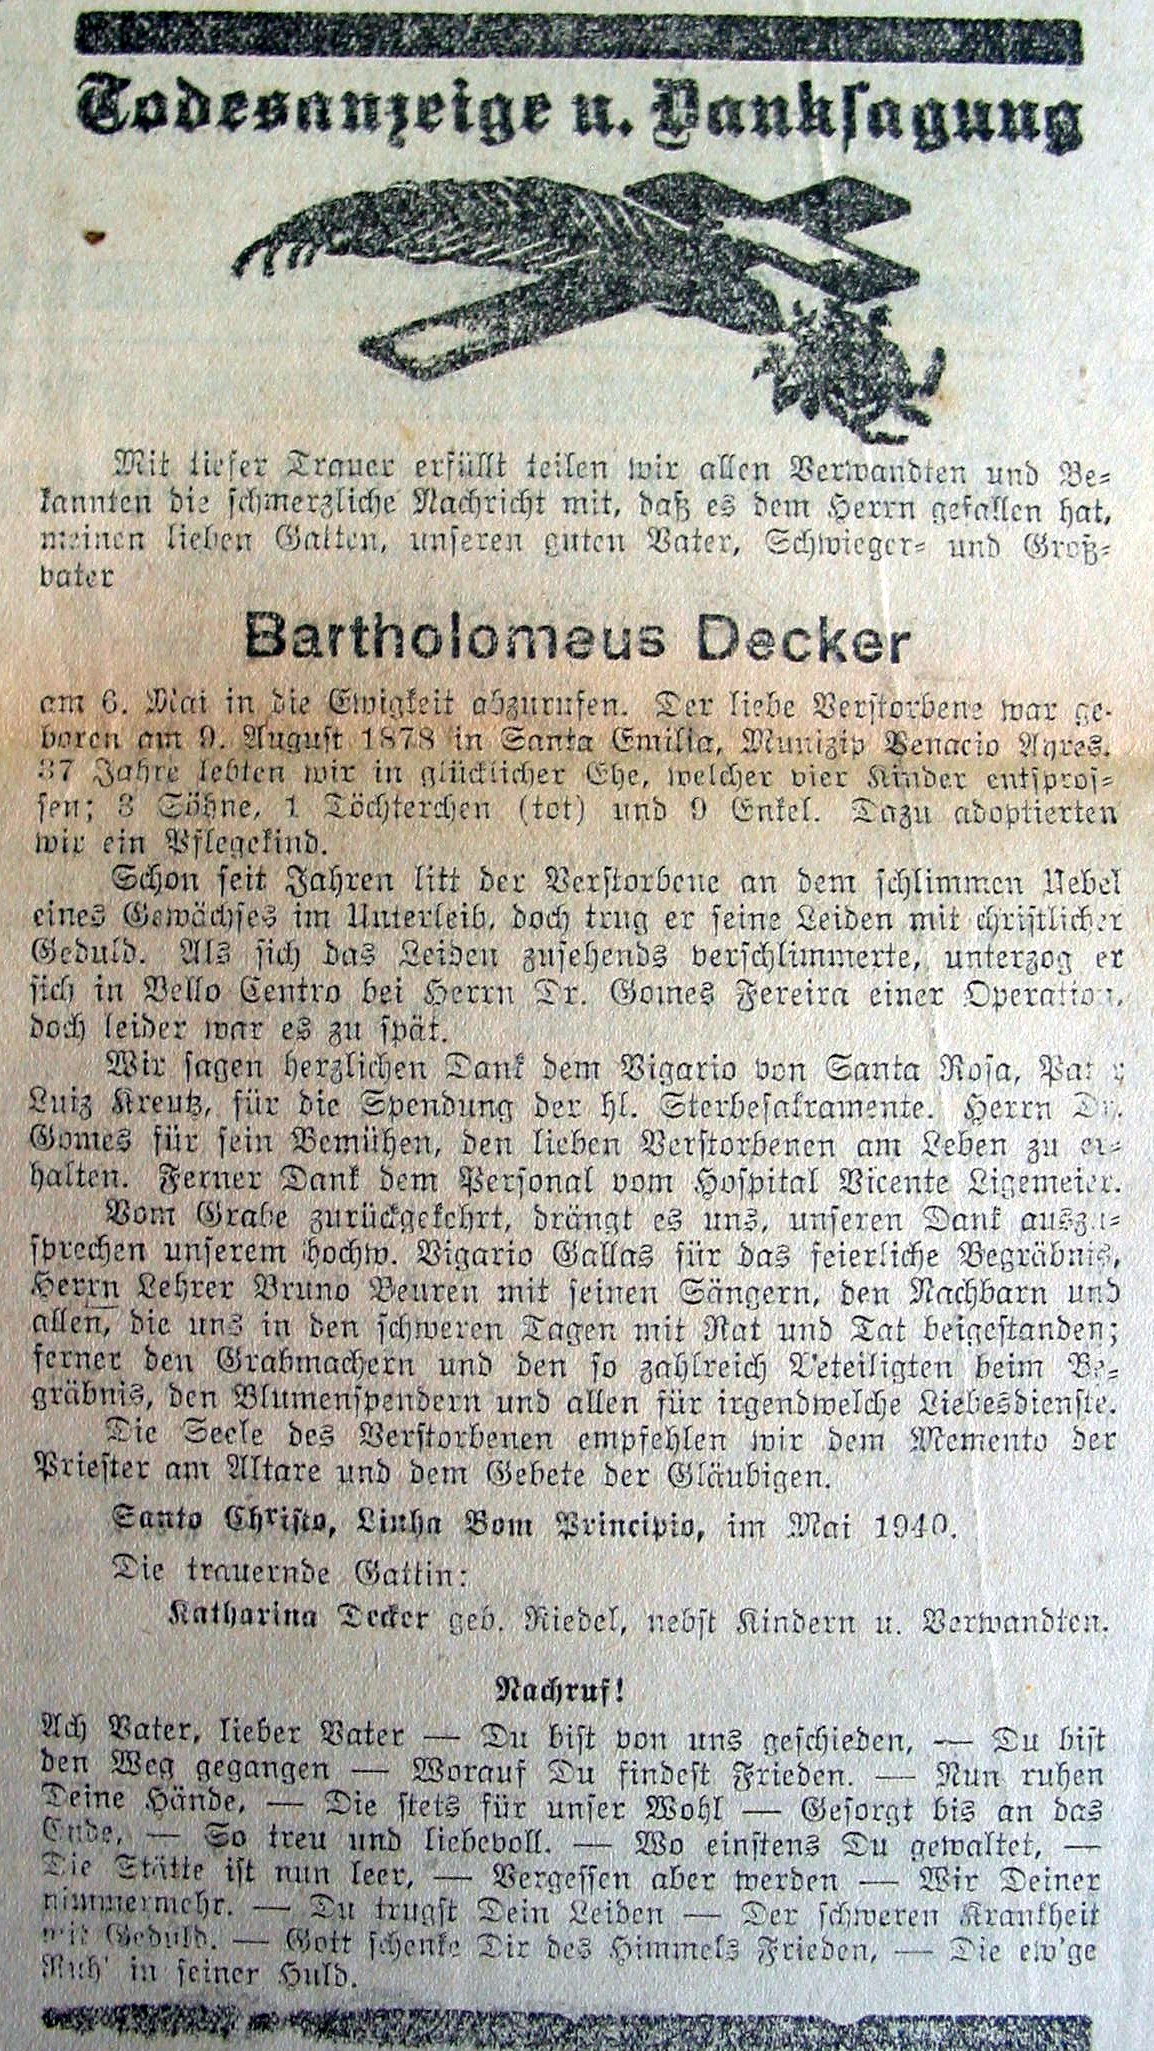 Todesanzeige u. Danksagung
Mit tiefer Trauer erfüllt teilen wir allen Verwandten und Be-
kannten die schmerzliche Nachricht mit, daß es dem Herrn gefallen hat,
meinen lieben Gatten, unseren guten Vater, Schwieger- und Groß-
vater
Bartholomeus Decker
am 6. Mai in die Ewigkeit abzurufen. Der liebe Verstorbene war ge-
boren am 9. August 1878 in Santa Emilia, Munizip Venacio Ayres.
37 Jahre lebten wir in glücklicher Ehe, welcher vier Kinder entspros-
sen; 3 Söhne, 1 Töchterchen (tot) und 9 Enkel. Dazu adoptierten
wir ein Pflegekind.
Schon seit Jahren litt der Verstorbene an dem schlimmen Uebel
eines Gewächses im Unterleib, doch trug er seine Leiden mit christlicher
Geduld. Als sich das Leiden zusehends verschlimmerte, unterzog er
sich in Bello Centro bei Herrn Dr. Gomes Fereira einer Operation,
doch leider war es zu spät.
Wir sagen herzlichen Dank dem Vigario von Santa Rosa, Pater
Luiz Kreutz, für die Spendung der hl. Sterbesakramente. Herrn Dr.
Gomes für sein Bemühen, den lieben Verstorbenen am Leben zu er-
halten. Ferner Dank dem Personal vom Hospital Vicente Ligemeier.
Vom Grabe zurückgekehrt, drängt es uns, unseren Dank auszu-
sprechen unserem hochw. Vigario Gallas für das feierliche Begräbnis,
Herrn Lehrer Bruno Beuren mit seinen Sängern, den Nachbarn und
allen, die uns in den schweren Tagen mit Rat und Tat beigestanden;
ferner den Grabmachern und den so zahlreich Beteiligten beim Be-
gräbnis, den Blumenspendern und allen für irgendwelche Liebesdienste.
Die Seele des Verstorbenen empfehlen wir dem Memento der
Priester am Altare und dem Gebete der Gläubigen.
Santo Christo, Linha Bom Principio, im Mai 1940.
Die trauernde Gattin:
Katharina Decker geb. Riedel, nebst Kindern u. Verwandten.
Nachruf!
Ach Vater, lieber Vater — Du bist von uns geschieden, — Du bist
den Weg gegangen — Worauf Du findest Frieden. — Nun ruhen
Deine Hände, — Die stets für unser Wohl — Gesorgt bis an das
Ende, — So treu und liebevoll. — Wo einstens Du gewaltet, —
Die Stätte ist nun leer, — Vergessen aber werden — Wir Deiner
nimmermehr. — Du trugst Dein Leiden — Der schweren Krankheit
mit Geduld. — Gott schenke Dir des Himmels Frieden, — Die ew'ge
Ruh' in seiner Huld.